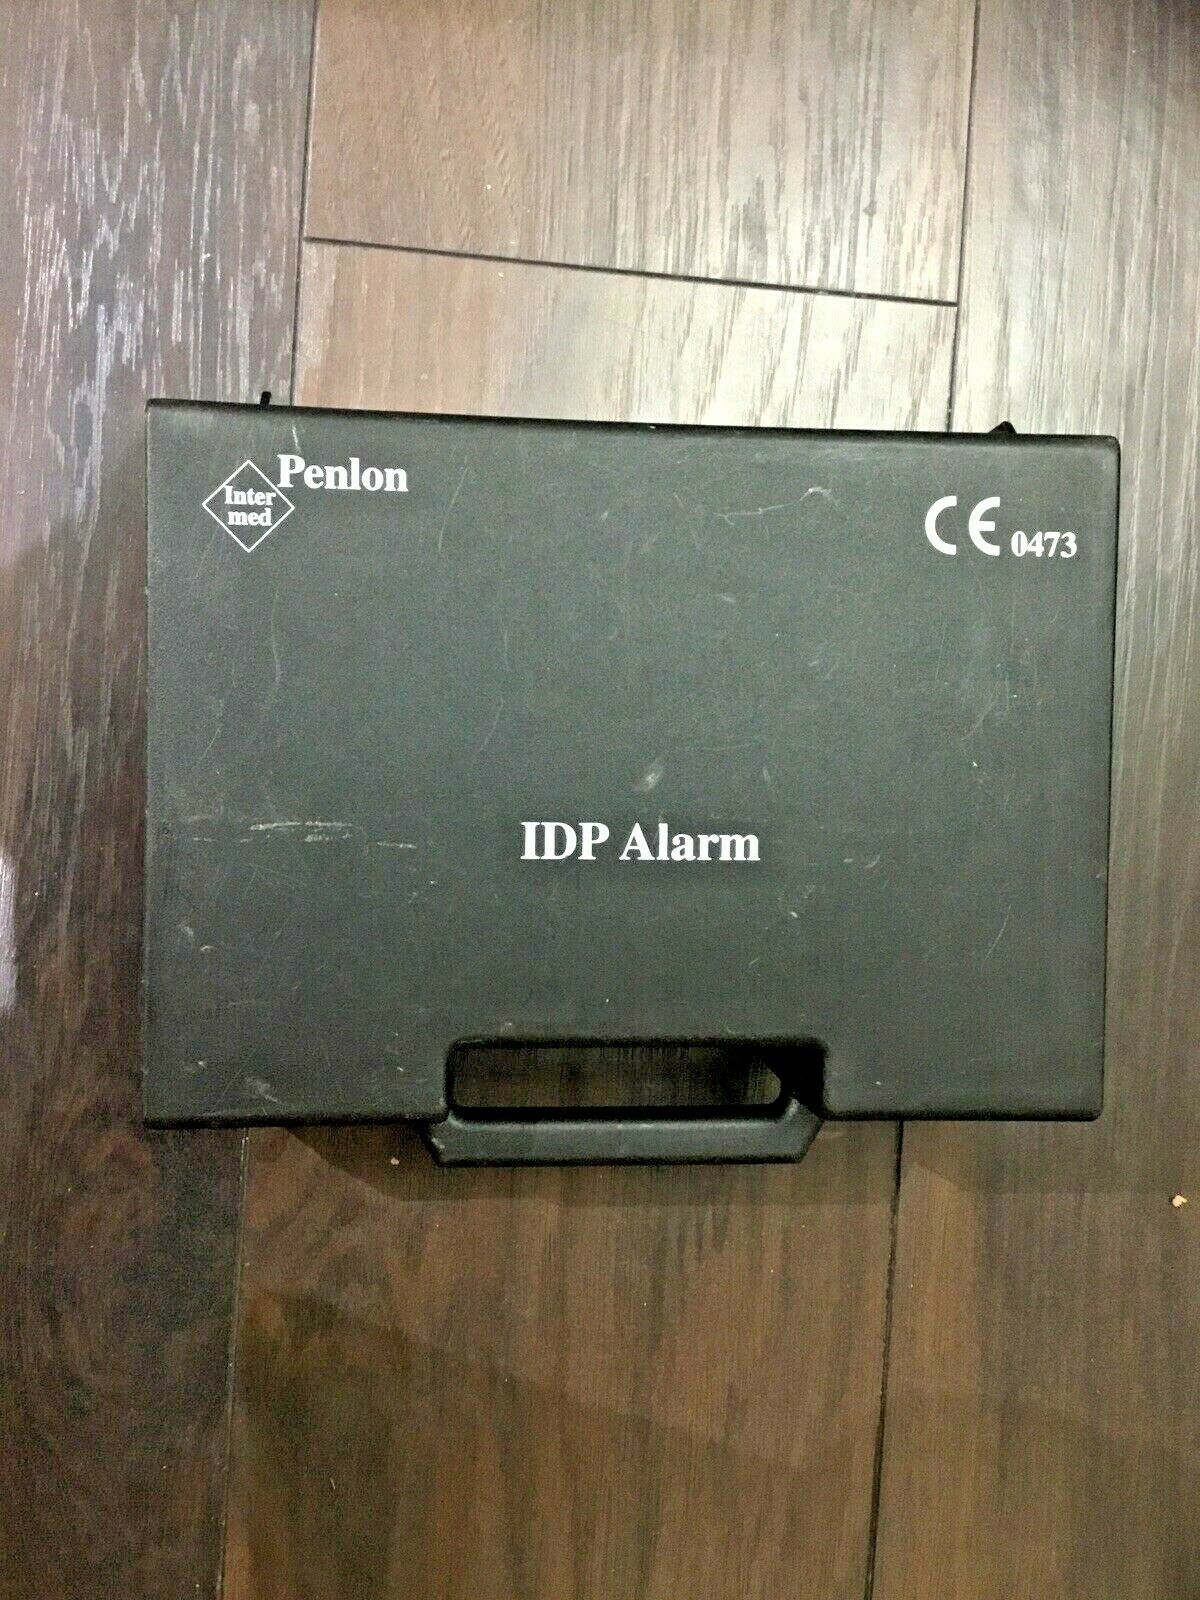 Penlon
Inter
med
CE 0473
IDP Alarm